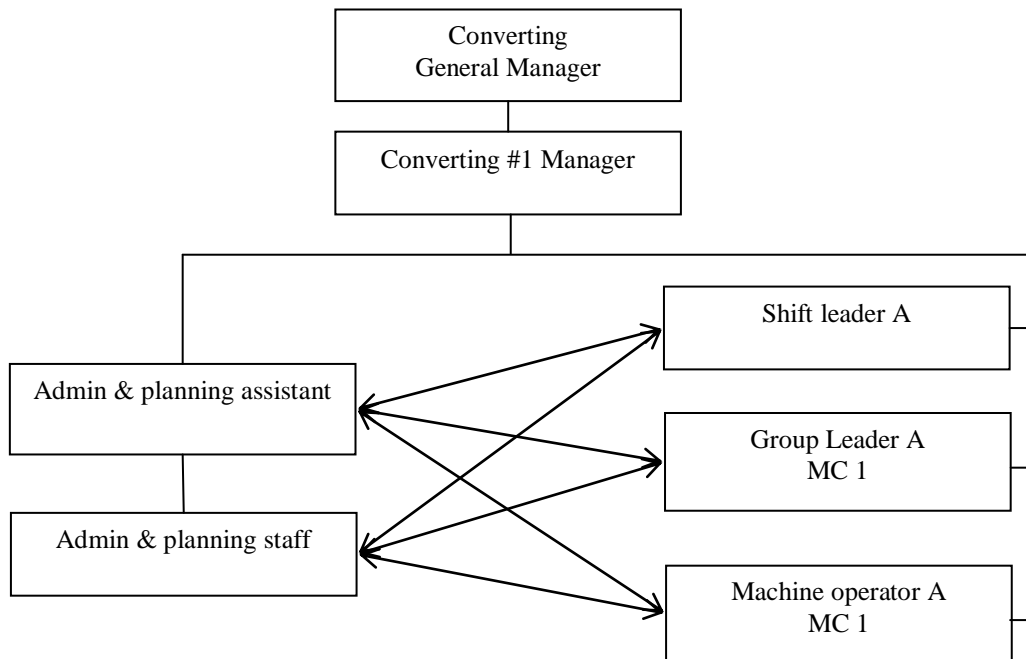 Converting
General Manager
Converting #1 Manager
Shift leader A
Admin & planning assistant
Group Leader A
MC 1
Admin & planning staff
Machine operator A
MC 1